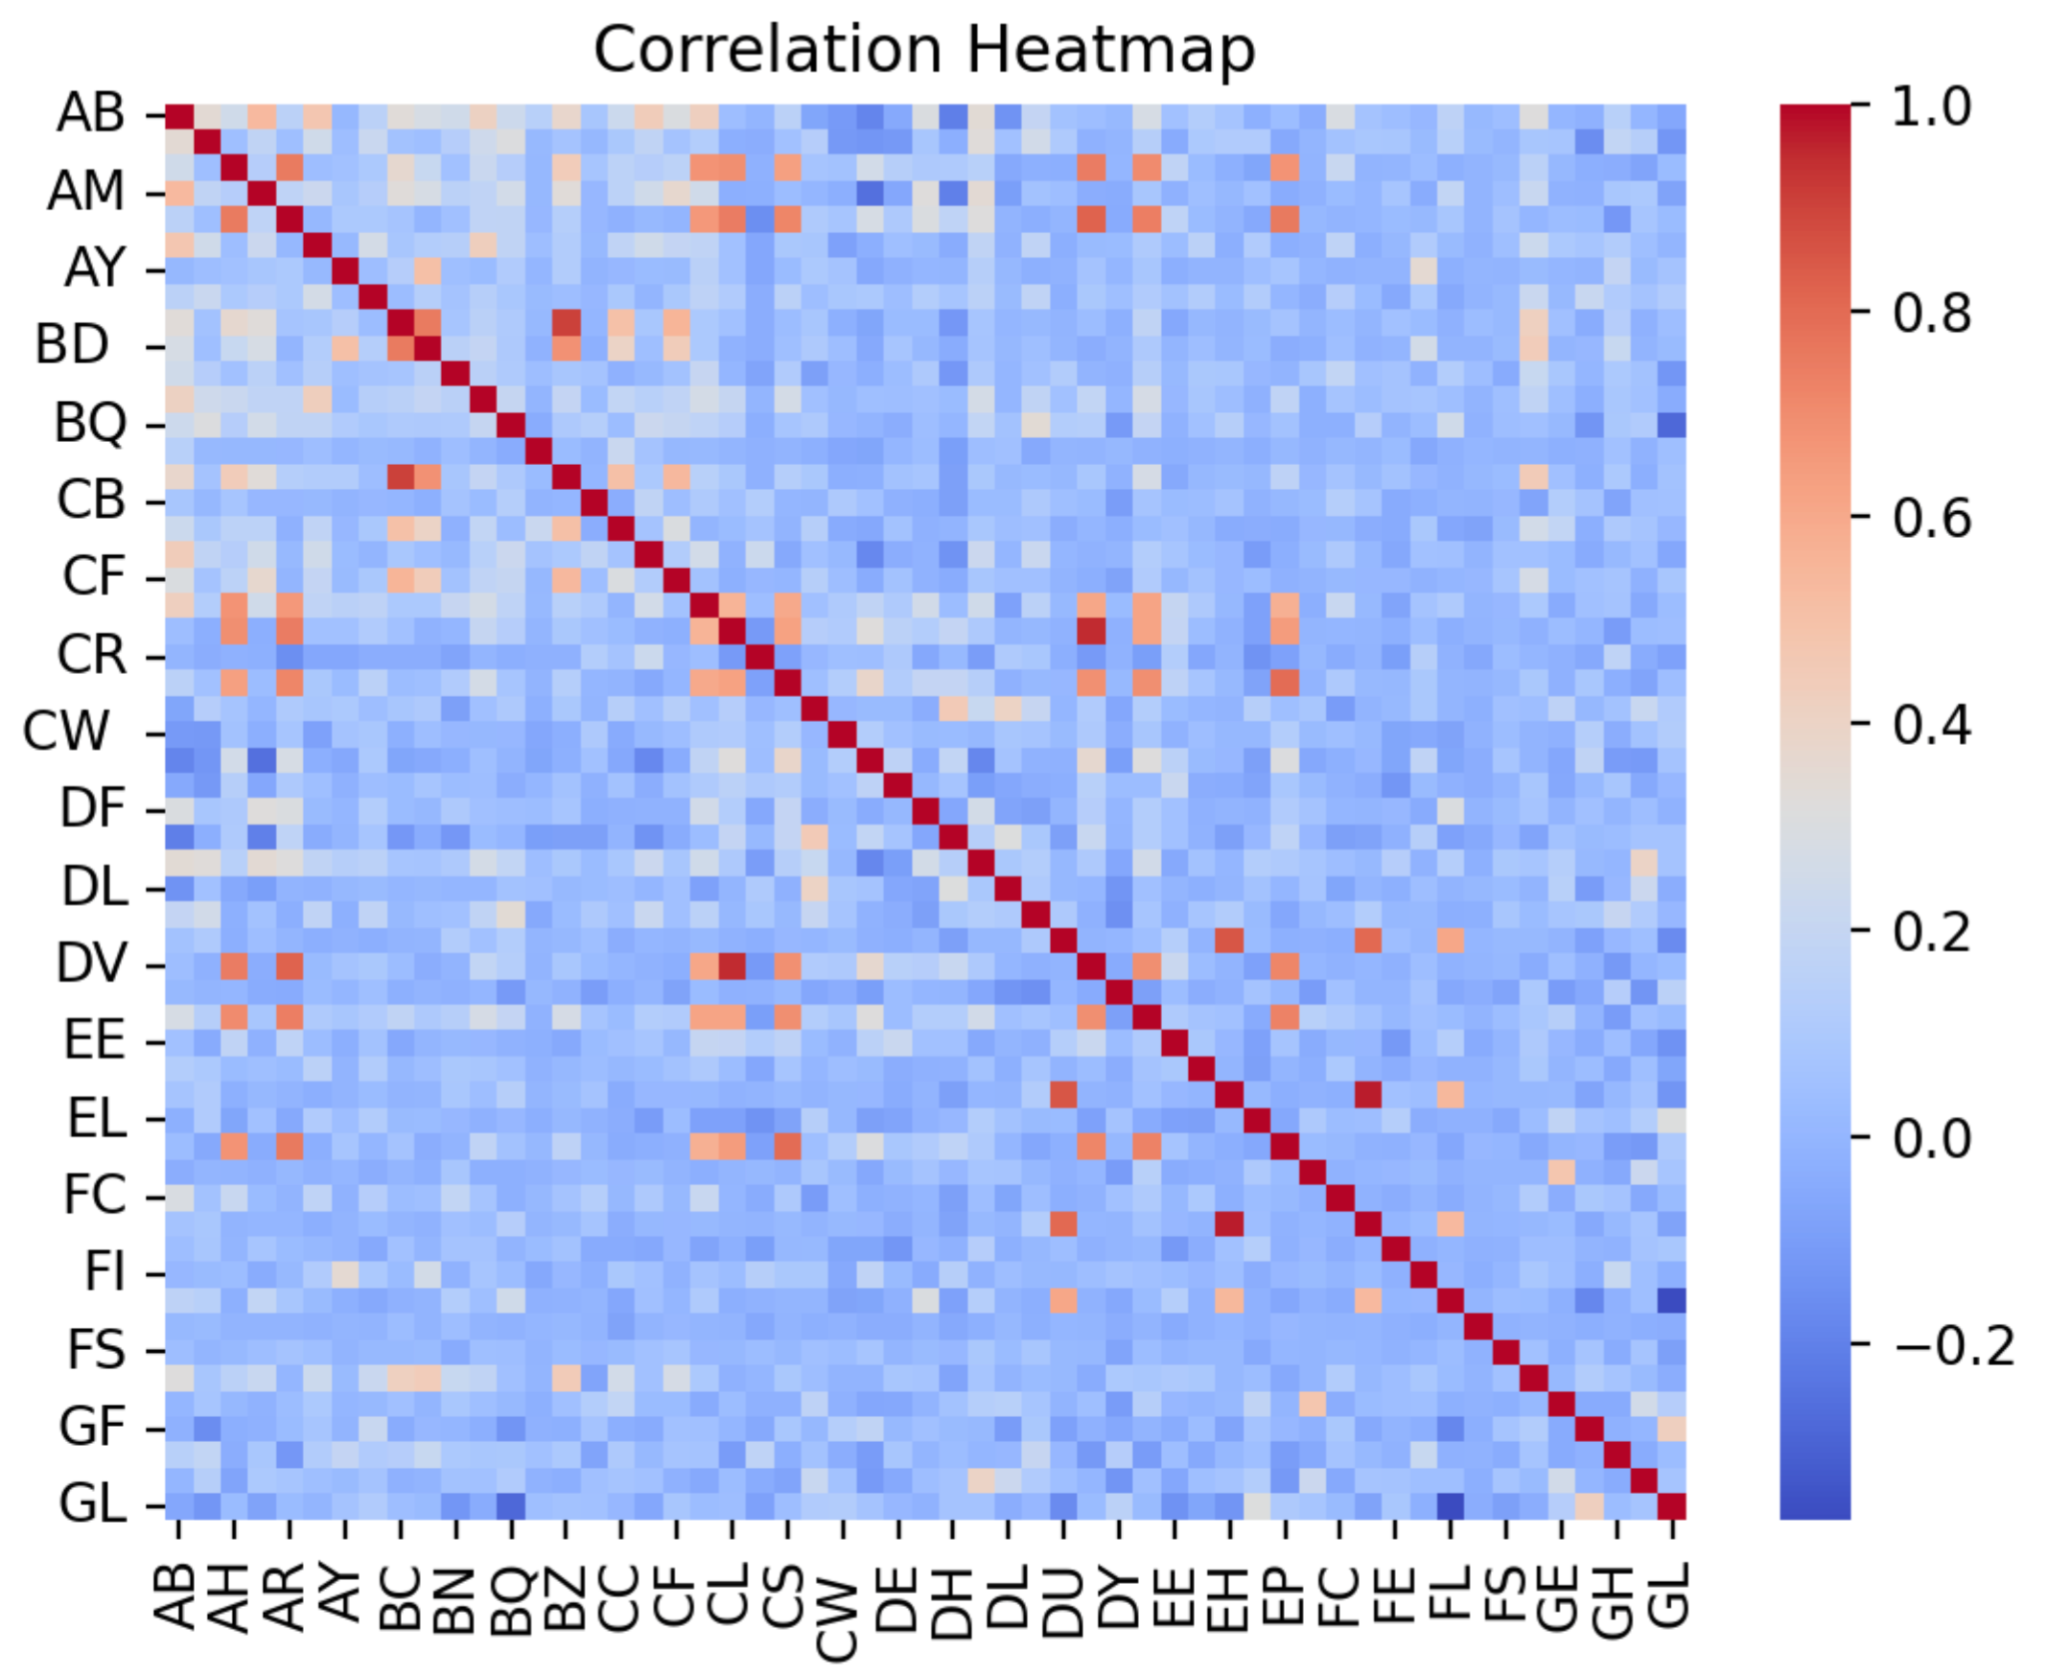 Correlation Heatmap
AB
AM
AY
BD
BQ
CB
CF
CR
CW
DF
DL
DV
EE
EL
FC
FI
FS
GF
GL
AB
AH
AR
AY
BC
BN
BQ
BZ
CC
CF
CL
CS
CW
DE
DH
DL
DU
DY
EE
EH
EP
FC
FE
FL
FS
GE
GH
GL
1.0
0.8
0.6
0.4
0.2
0.0
−0.2